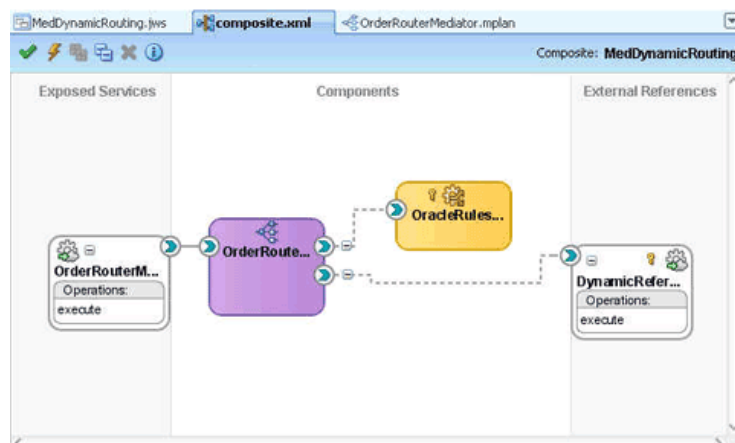 MedDynamicRouting.jws composite.xml OrderRouterMediator.mplan
Composite: MedDynamicRouting
Exposed Services Components External References
OracleRules...
OrderRoute...
OrderRouterM...
Operations:
execute
DynamicRefer...
Operations:
execute